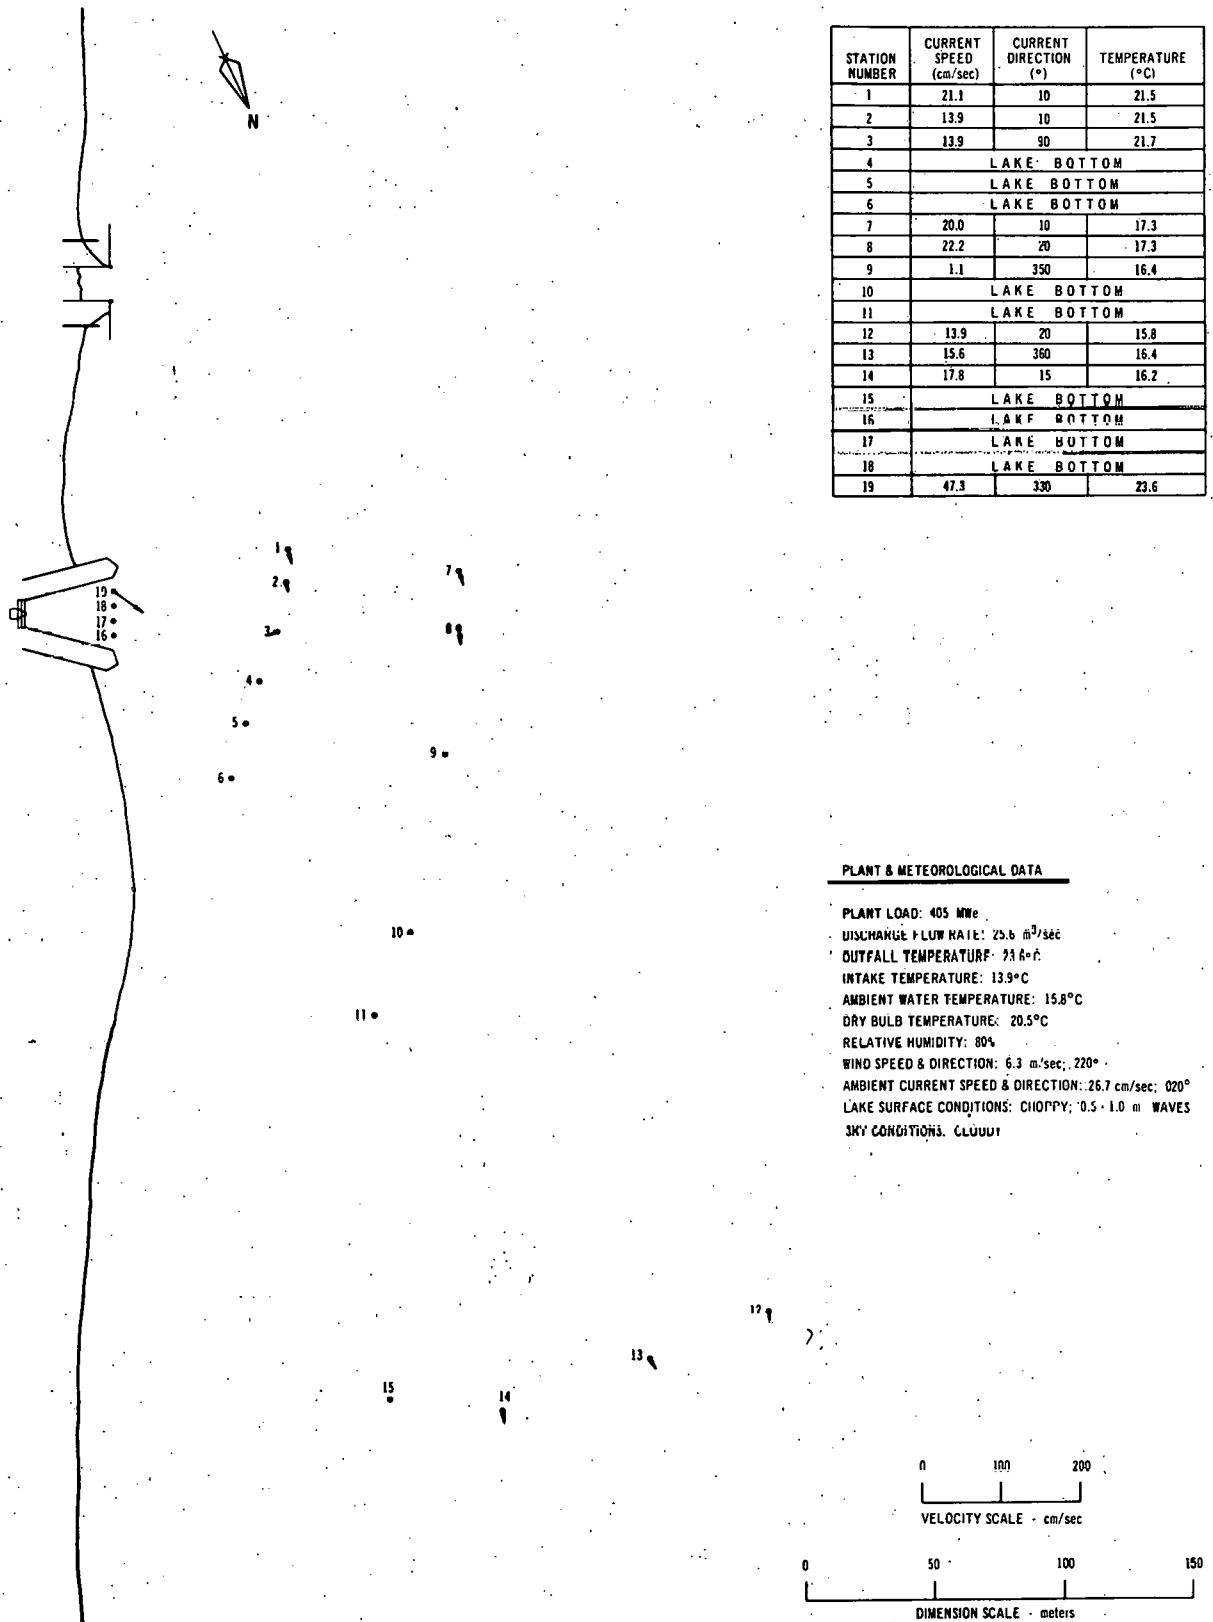 N
STATION NUMBER | CURRENT SPEED (cm/sec) | CURRENT DIRECTION (°) | TEMPERATURE (°C)
1 | 21.1 | 10 | 21.5
2 | 13.9 | 10 | 21.5
3 | 13.9 | 90 | 21.7
4 | LAKE BOTTOM
5 | LAKE BOTTOM
6 | LAKE BOTTOM
7 | 20.0 | 10 | 17.3
8 | 22.2 | 20 | 17.3
9 | 1.1 | 350 | 16.4
10 | LAKE BOTTOM
11 | LAKE BOTTOM
12 | 13.9 | 20 | 15.8
13 | 15.6 | 360 | 16.4
14 | 17.8 | 15 | 16.2
15 | LAKE BOTTOM
16 | LAKE BOTTOM
17 | LAKE BOTTOM
18 | LAKE BOTTOM
19 | 47.3 | 330 | 23.6
1
2
3
4
5
6
7
8
9
10
11
12
13
14
15
19
18
17
16
PLANT & METEOROLOGICAL DATA
PLANT LOAD: 405 MWe
DISCHARGE FLOW RATE: 25.6 m³/sec
OUTFALL TEMPERATURE: 23.6°C
INTAKE TEMPERATURE: 13.9°C
AMBIENT WATER TEMPERATURE: 15.8°C
DRY BULB TEMPERATURE: 20.5°C
RELATIVE HUMIDITY: 80%
WIND SPEED & DIRECTION: 6.3 m/sec; 220°
AMBIENT CURRENT SPEED & DIRECTION: 26.7 cm/sec; 020°
LAKE SURFACE CONDITIONS: CHOPPY; 0.5 - 1.0 m WAVES
SKY CONDITIONS: CLOUDY
0 100 200
VELOCITY SCALE - cm/sec
0 50 100 150
DIMENSION SCALE - meters